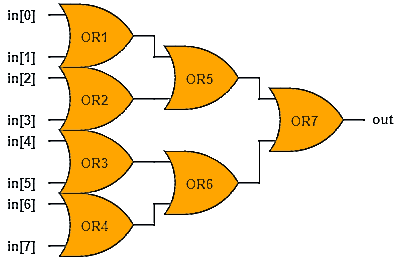 in[0]
OR1
in[1]
in[2]
OR5
OR2
in[3]
OR7
out
in[4]
OR3
in[5]
OR6
in[6]
OR4
in[7]